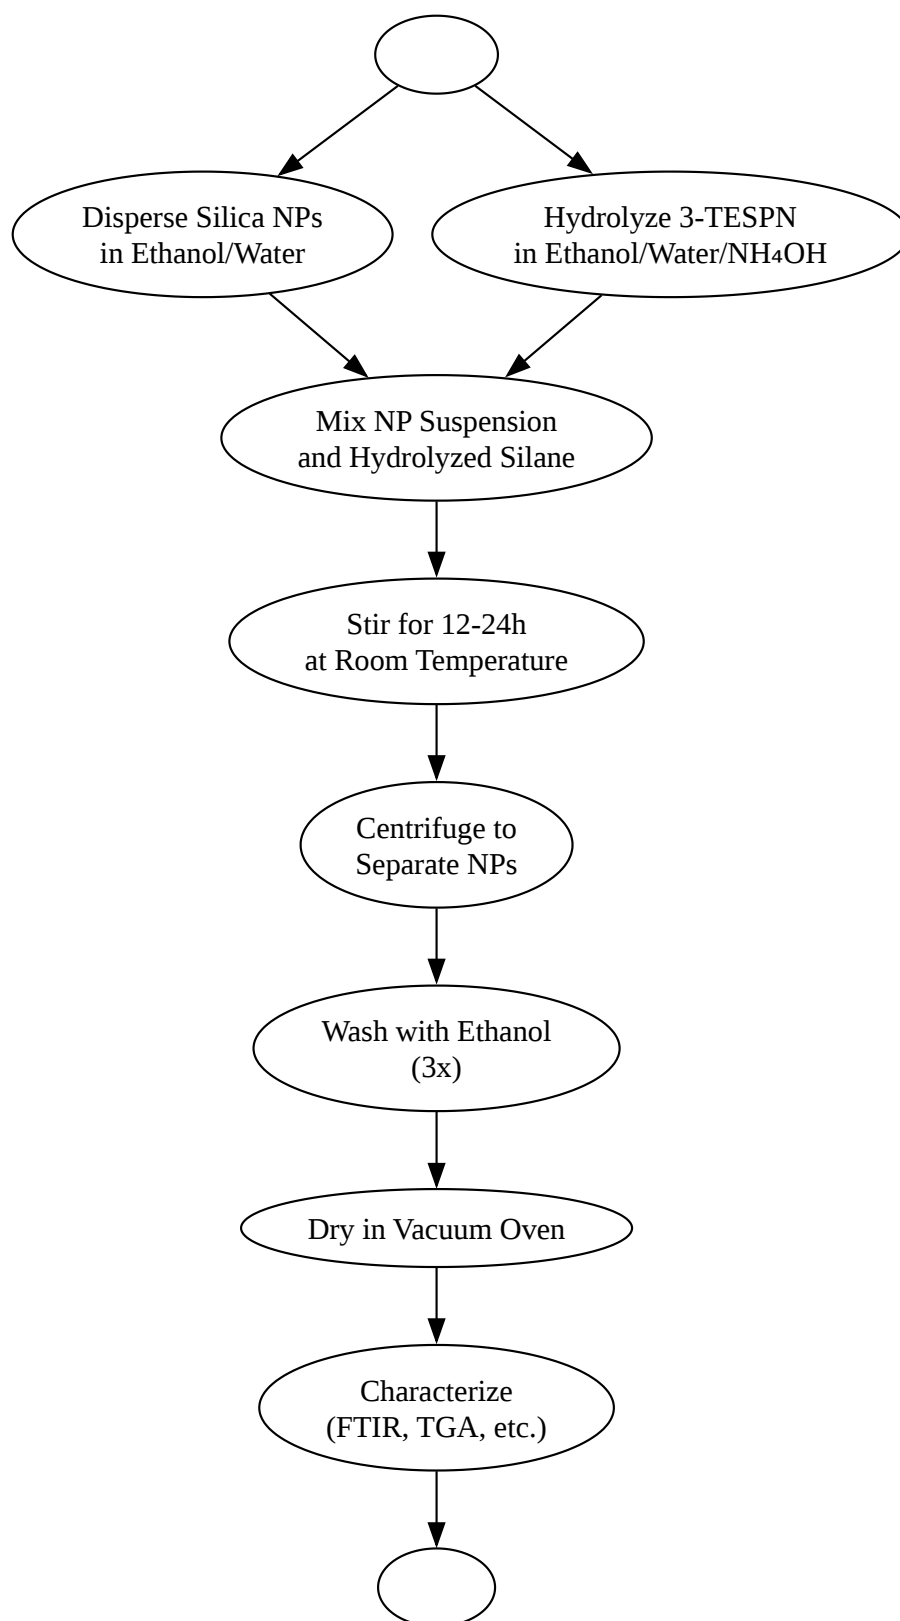 Disperse Silica NPs
in Ethanol/Water
Hydrolyze 3-TESPN
in Ethanol/Water/NH₄OH
Mix NP Suspension
and Hydrolyzed Silane
Stir for 12-24h
at Room Temperature
Centrifuge to
Separate NPs
Wash with Ethanol
(3x)
Dry in Vacuum Oven
Characterize
(FTIR, TGA, etc.)